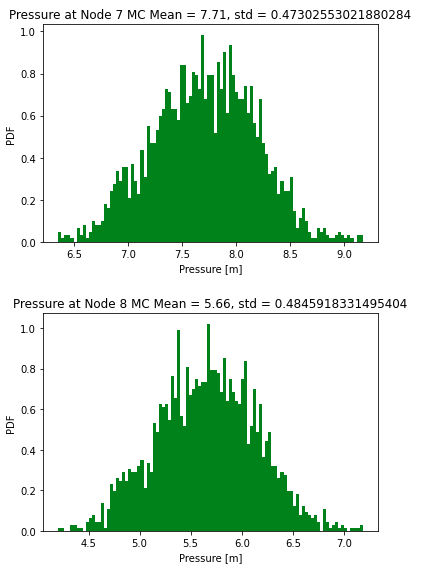 Pressure at Node 7 MC Mean = 7.71, std = 0.47302553021880284
1.0
0.8
0.6
0.4
0.2
0.0
PDF
6.5 7.0 7.5 8.0 8.5 9.0
Pressure [m]
Pressure at Node 8 MC Mean = 5.66, std = 0.4845918331495404
1.0
0.8
0.6
0.4
0.2
0.0
PDF
4.5 5.0 5.5 6.0 6.5 7.0
Pressure [m]